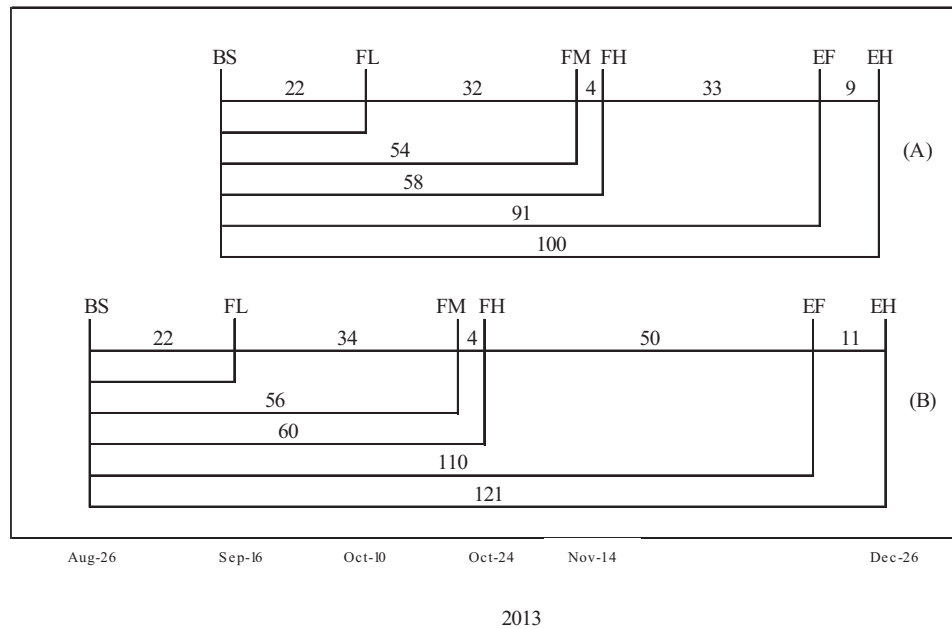 BS FL FM FH EF EH
22 32 4 33 9
(A)
54
58
91
100
BS FL FM FH EF EH
22 34 4 50 11
(B)
56
60
110
121
Aug-26 Sep-16 Oct-10 Oct-24 Nov-14 Dec-26
2013